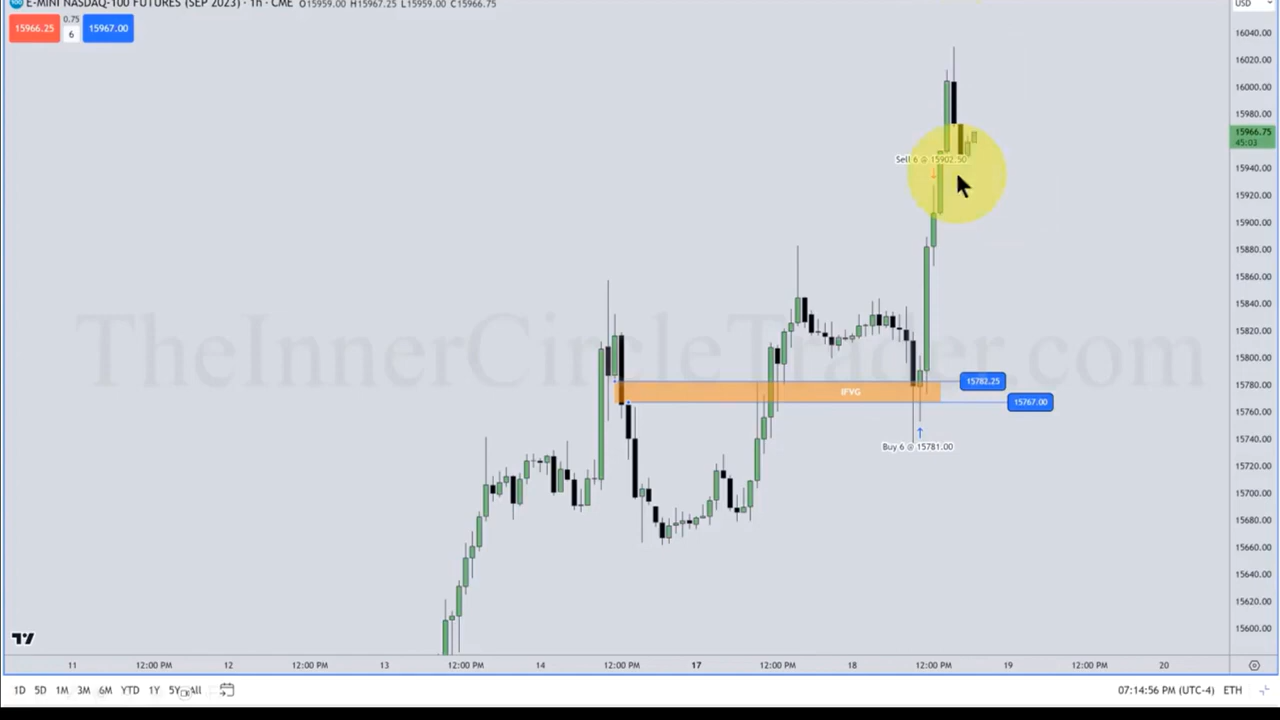 E-MINI NASDAQ-100 FUTURES (SEP 2023) · 1h · CME O15959.00 H15967.25 L15959.00 C15966.75
USD
15966.25 0.75 6 15967.00
16040.00
16020.00
16000.00
15980.00
15966.75
45:03
15940.00
15920.00
15900.00
15880.00
15860.00
15840.00
15820.00
15800.00
15780.00
15760.00
15740.00
15720.00
15700.00
15680.00
15660.00
15640.00
15620.00
15600.00
Sell 6 @ 15902.50
TheInnerCircleTrader.com
15782.25
IFVG
15767.00
Buy 6 @ 15781.00
11 12:00 PM 12 12:00 PM 13 12:00 PM 14 12:00 PM 17 12:00 PM 18 12:00 PM 19 12:00 PM 20
1D 5D 1M 3M 6M YTD 1Y 5Y All 07:14:56 PM (UTC-4) ETH